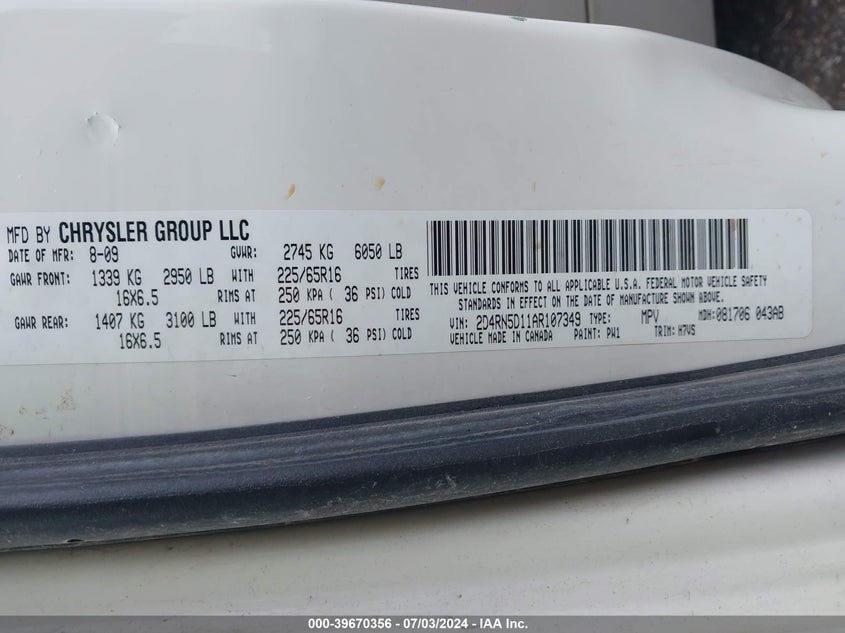 MFD BY CHRYSLER GROUP LLC
DATE OF MFR: 8-09 GVWR: 2745 KG 6050 LB
GAWR FRONT: 1339 KG 2950 LB WITH 225/65R16 TIRES
16X6.5 RIMS AT 250 KPA ( 36 PSI) COLD
GAWR REAR: 1407 KG 3100 LB WITH 225/65R16 TIRES
16X6.5 RIMS AT 250 KPA ( 36 PSI) COLD
THIS VEHICLE CONFORMS TO ALL APPLICABLE U.S.A. FEDERAL MOTOR VEHICLE SAFETY
STANDARDS IN EFFECT ON THE DATE OF MANUFACTURE SHOWN ABOVE.
VIN: 2D4RN5D11AR107349 TYPE: MPV MDH: 081706 043AB
VEHICLE MADE IN CANADA PAINT: PW1 TRIM: H7VS
000-39670356 - 07/03/2024 - IAA Inc.